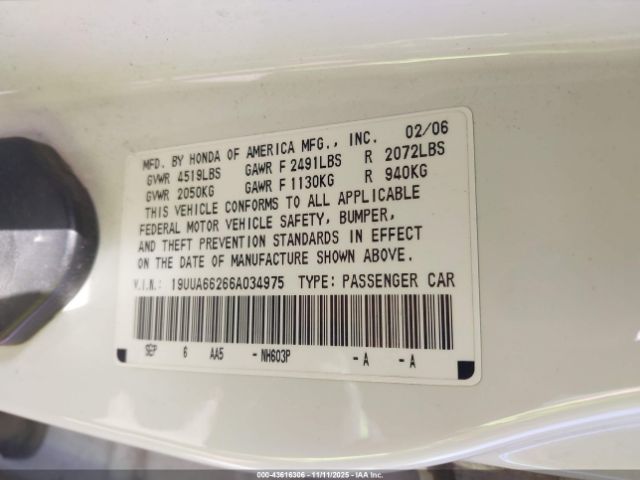 MFD. BY HONDA OF AMERICA MFG., INC. 02/06
GVWR 4519LBS GAWR F 2491LBS R 2072LBS
GVWR 2050KG GAWR F 1130KG R 940KG
THIS VEHICLE CONFORMS TO ALL APPLICABLE
FEDERAL MOTOR VEHICLE SAFETY, BUMPER,
AND THEFT PREVENTION STANDARDS IN EFFECT
ON THE DATE OF MANUFACTURE SHOWN ABOVE.
V.I.N.: 19UUA66266A034975 TYPE: PASSENGER CAR
SEP 6 AA5 - NH603P - A - A
000-43616306 - 11/11/2025 - IAA Inc.